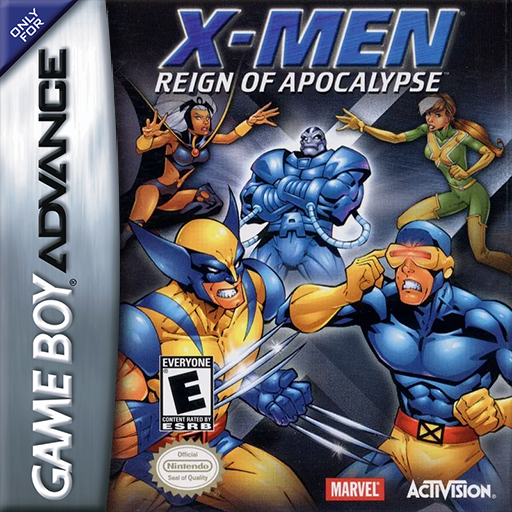 ONLY
FOR
GAME BOY ADVANCE
X-MEN
REIGN OF APOCALYPSE
EVERYONE
E
CONTENT RATED BY
ESRB
Official
Nintendo
Seal of Quality
MARVEL
ACTIVISION.